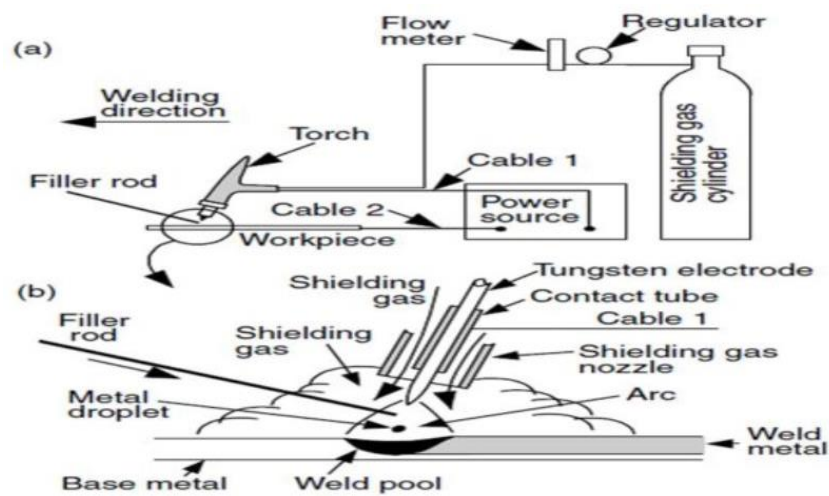 Flow
meter
Regulator
(a)
Welding
direction
Torch
Shielding gas
cylinder
Filler rod
Cable 1
Cable 2
Power
source
Workpiece
(b)
Shielding
gas
Tungsten electrode
Contact tube
Filler
rod
Shielding
gas
Cable 1
Shielding gas
nozzle
Metal
droplet
Arc
Weld
metal
Base metal
Weld pool